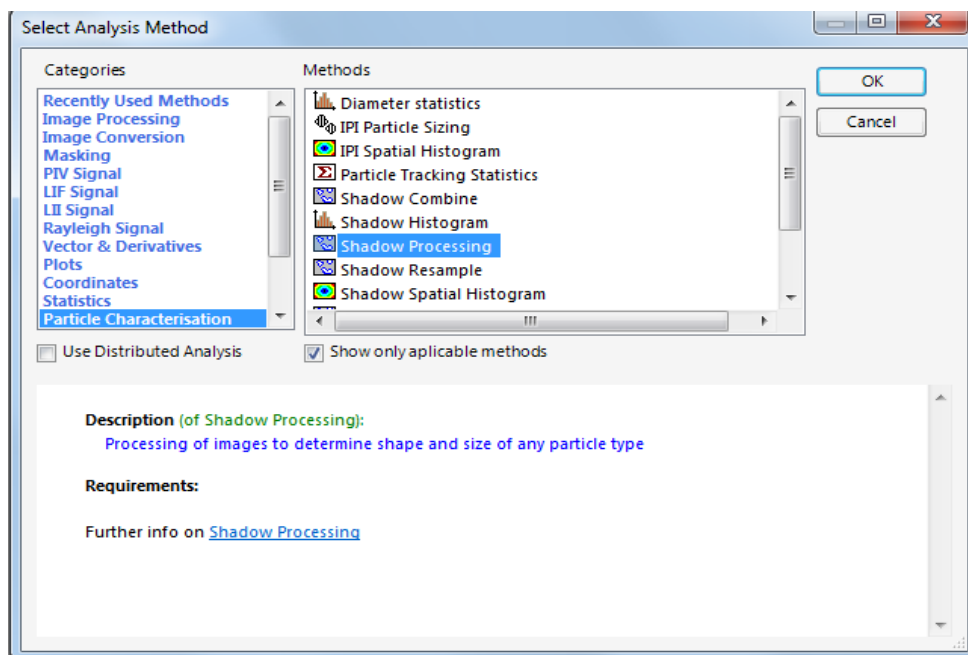 Select Analysis Method
Categories
Recently Used Methods
Image Processing
Image Conversion
Masking
PIV Signal
LIF Signal
LII Signal
Rayleigh Signal
Vector & Derivatives
Plots
Coordinates
Statistics
Particle Characterisation
Use Distributed Analysis
Methods
Diameter statistics
IPI Particle Sizing
IPI Spatial Histogram
Particle Tracking Statistics
Shadow Combine
Shadow Histogram
Shadow Processing
Shadow Resample
Shadow Spatial Histogram
Show only aplicable methods
OK
Cancel
Description (of Shadow Processing):
Processing of images to determine shape and size of any particle type
Requirements:
Further info on Shadow Processing